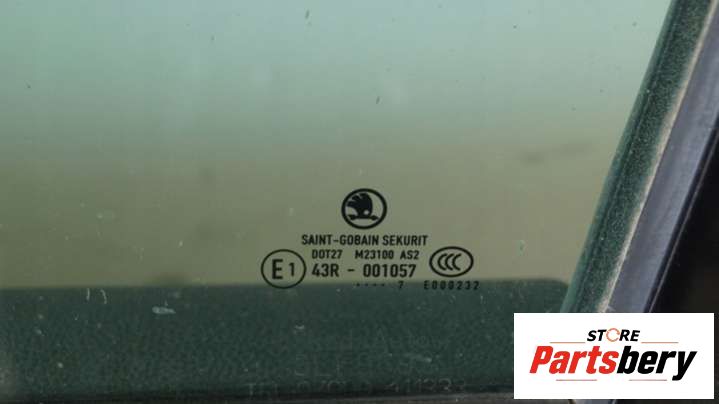 SAINT-GOBAIN SEKURIT
DOT27 M23100 AS2
E1 43R - 001057 CCC
.... 7 E000232
STORE
Partsbery